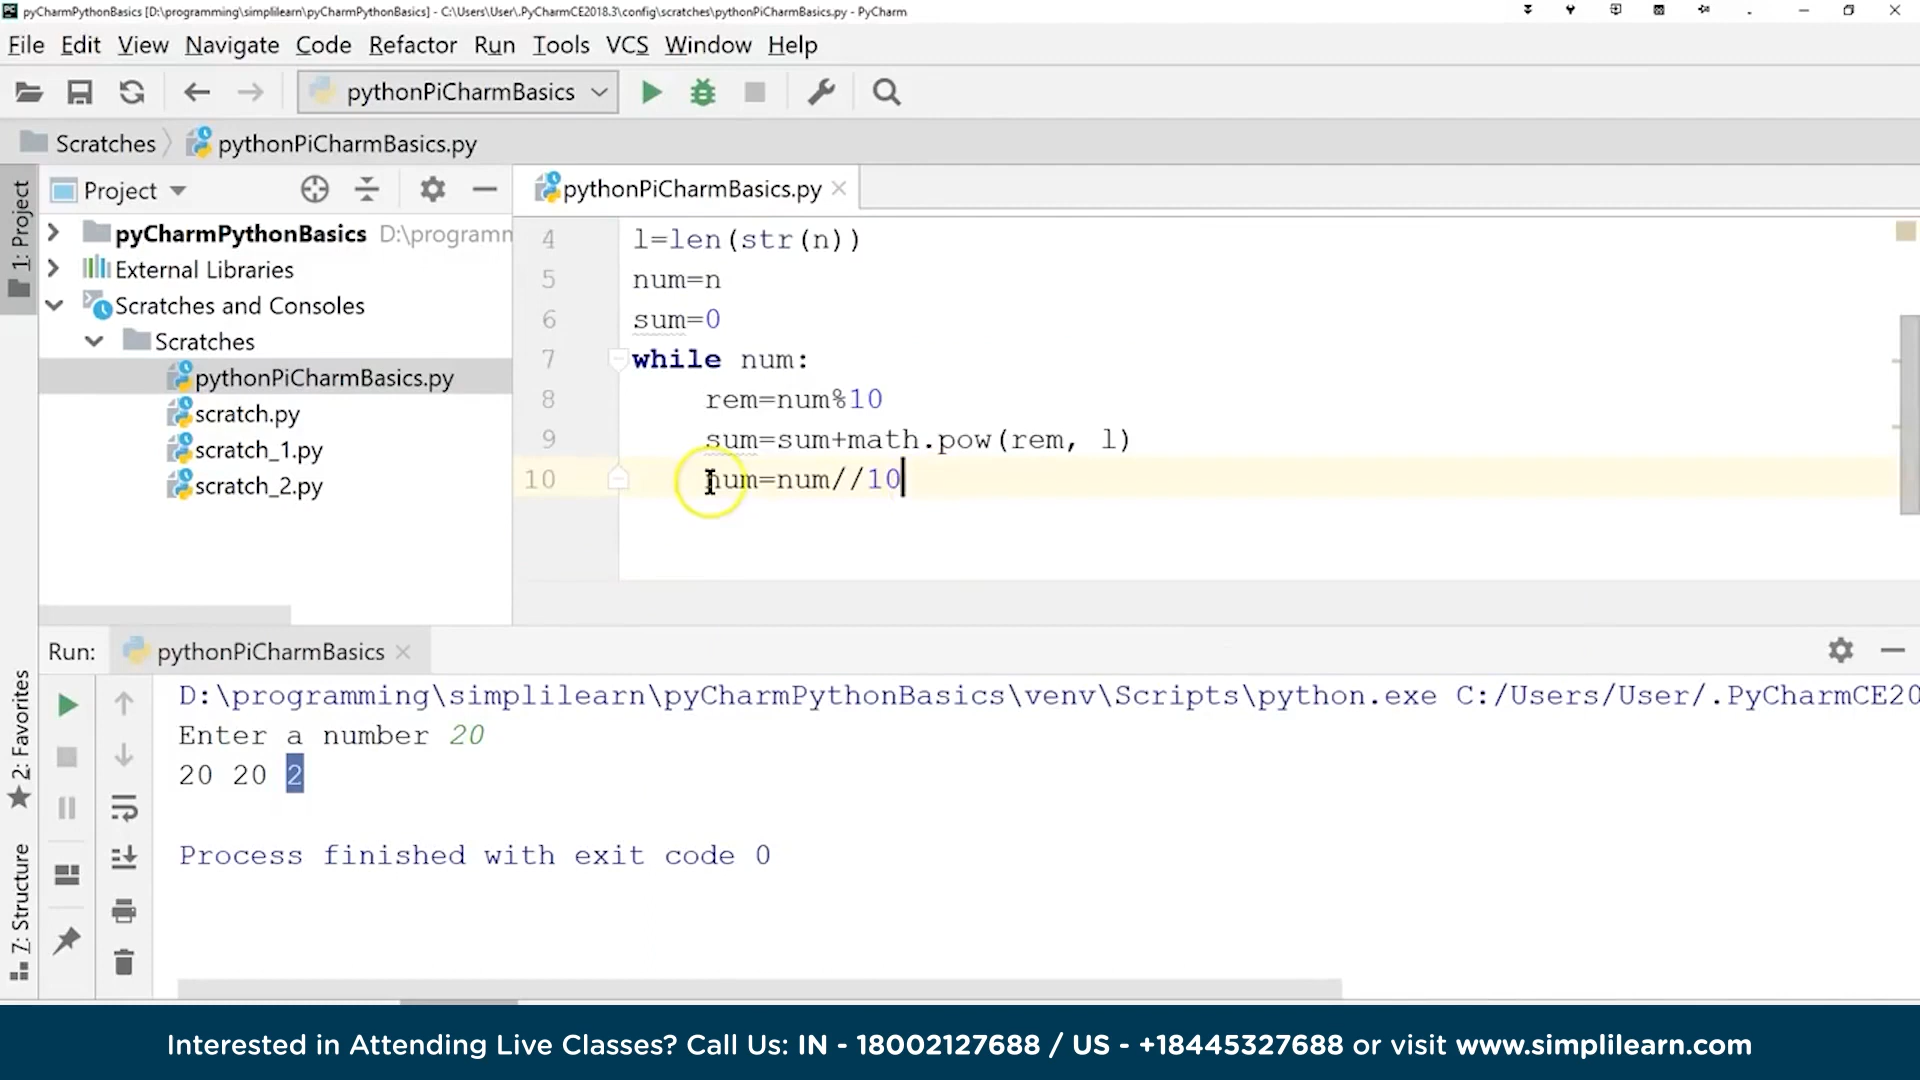 pyCharmPythonBasics [D:\programming\simplilearn\pyCharmPythonBasics] - C:\Users\User\.PyCharmCE2018.3\config\scratches\pythonPiCharmBasics.py - PyCharm
File Edit View Navigate Code Refactor Run Tools VCS Window Help
pythonPiCharmBasics
Scratches pythonPiCharmBasics.py
1: Project
Project
pyCharmPythonBasics D:\programm
External Libraries
Scratches and Consoles
Scratches
pythonPiCharmBasics.py
scratch.py
scratch_1.py
scratch_2.py
pythonPiCharmBasics.py
4 l=len(str(n))
5 num=n
6 sum=0
7 while num:
8 rem=num%10
9 sum=sum+math.pow(rem, l)
10 num=num//10
2: Favorites
7: Structure
Run: pythonPiCharmBasics
D:\programming\simplilearn\pyCharmPythonBasics\venv\Scripts\python.exe C:/Users/User/.PyCharmCE20
Enter a number 20
20 20 2
Process finished with exit code 0
Interested in Attending Live Classes? Call Us: IN - 18002127688 / US - +18445327688 or visit www.simplilearn.com